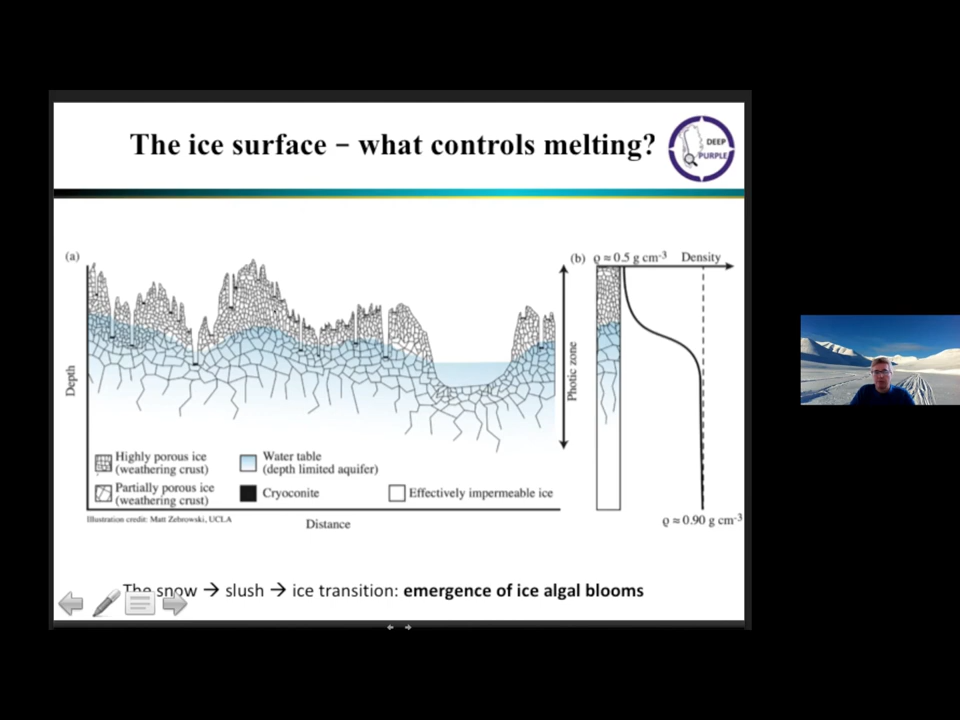 The ice surface – what controls melting?
DEEP
PURPLE
(a)
(b) ϱ ≈ 0.5 g cm-3 Density
Depth
Photic zone
Highly porous ice
(weathering crust)
Water table
(depth limited aquifer)
Partially porous ice
(weathering crust)
Cryoconite
Effectively impermeable ice
Illustration credit: Matt Zebrowski, UCLA
Distance
ϱ ≈ 0.90 g cm-3
The snow → slush → ice transition: emergence of ice algal blooms